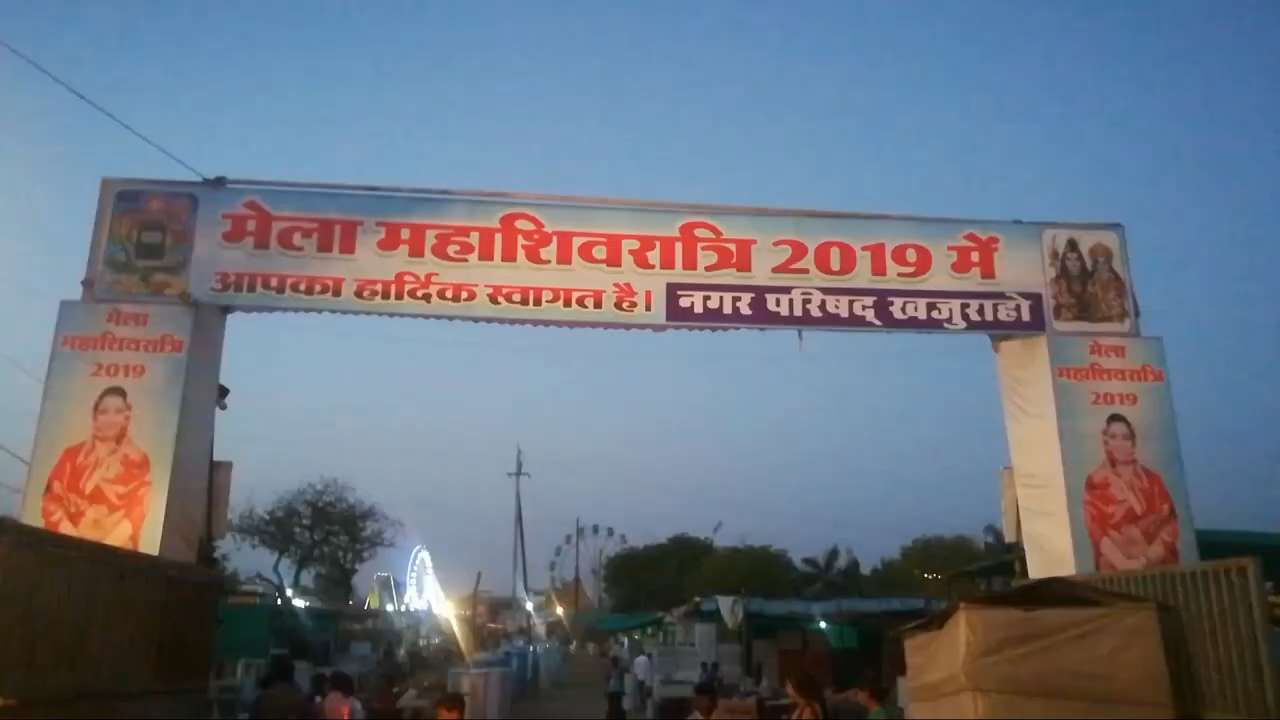 मेला महाशिवरात्रि 2019 में
आपका हार्दिक स्वागत है। नगर परिषद् खजुराहो
मेला
महाशिवरात्रि
2019
मेला
महाशिवरात्रि
2019